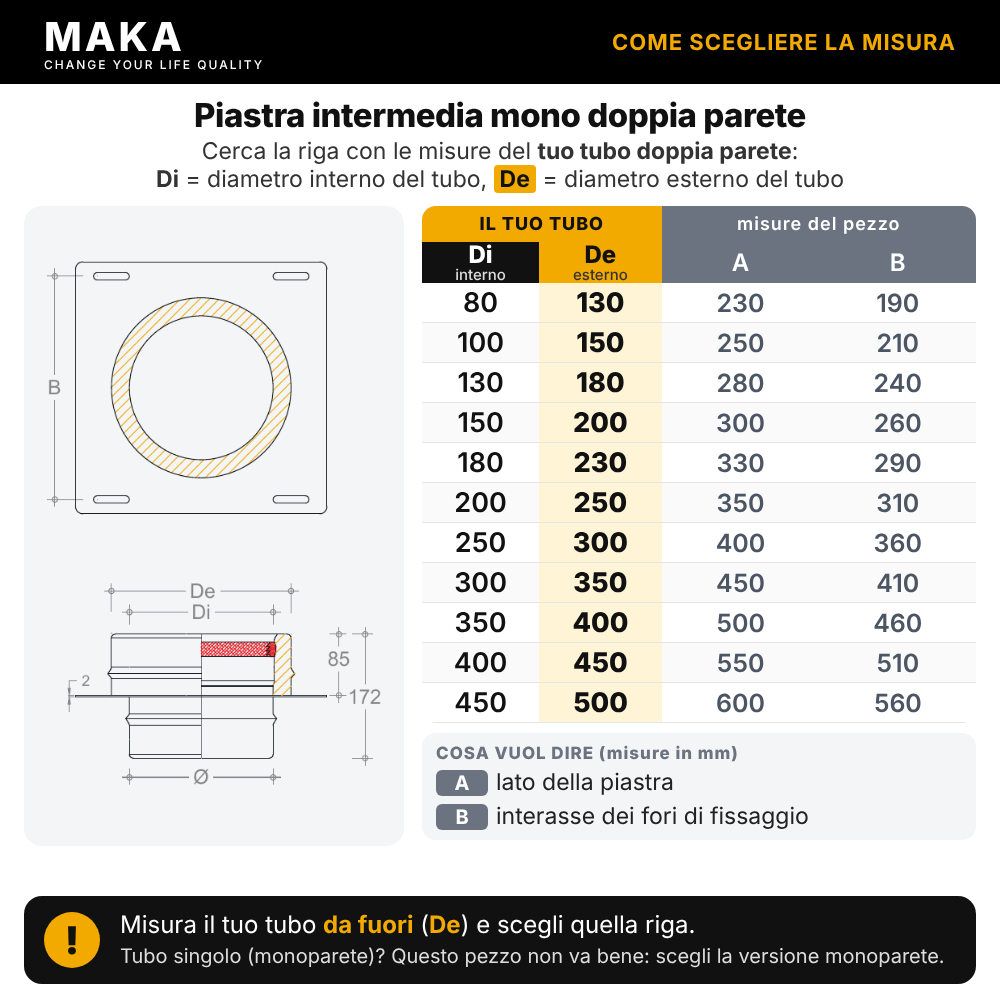 MAKA
CHANGE YOUR LIFE QUALITY
COME SCEGLIERE LA MISURA
Piastra intermedia mono doppia parete
Cerca la riga con le misure del tuo tubo doppia parete:
Di = diametro interno del tubo, De = diametro esterno del tubo
B
De
Di
85
2
172
Ø
IL TUO TUBO misure del pezzo
Di De A B
interno esterno
80 130 230 190
100 150 250 210
130 180 280 240
150 200 300 260
180 230 330 290
200 250 350 310
250 300 400 360
300 350 450 410
350 400 500 460
400 450 550 510
450 500 600 560
COSA VUOL DIRE (misure in mm)
A lato della piastra
B interasse dei fori di fissaggio
! Misura il tuo tubo da fuori (De) e scegli quella riga.
Tubo singolo (monoparete)? Questo pezzo non va bene: scegli la versione monoparete.